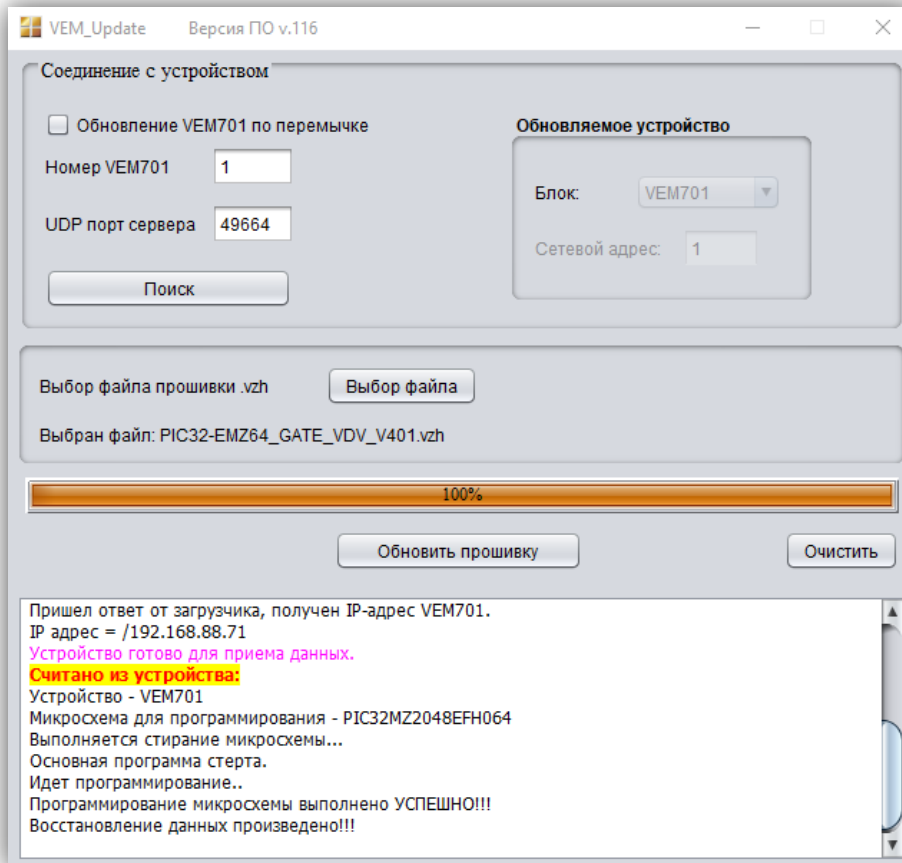 VEM_Update Версия ПО v.116
Соединение с устройством
Обновление VEM701 по перемычке
Номер VEM701 1
UDP порт сервера 49664
Поиск
Обновляемое устройство
Блок: VEM701
Сетевой адрес: 1
Выбор файла прошивки .vzh Выбор файла
Выбран файл: PIC32-EMZ64_GATE_VDV_V401.vzh
100%
Обновить прошивку Очистить
Пришел ответ от загрузчика, получен IP-адрес VEM701.
IP адрес = /192.168.88.71
Устройство готово для приема данных.
Считано из устройства:
Устройство - VEM701
Микросхема для программирования - PIC32MZ2048EFH064
Выполняется стирание микросхемы...
Основная программа стерта.
Идет программирование..
Программирование микросхемы выполнено УСПЕШНО!!!
Восстановление данных произведено!!!